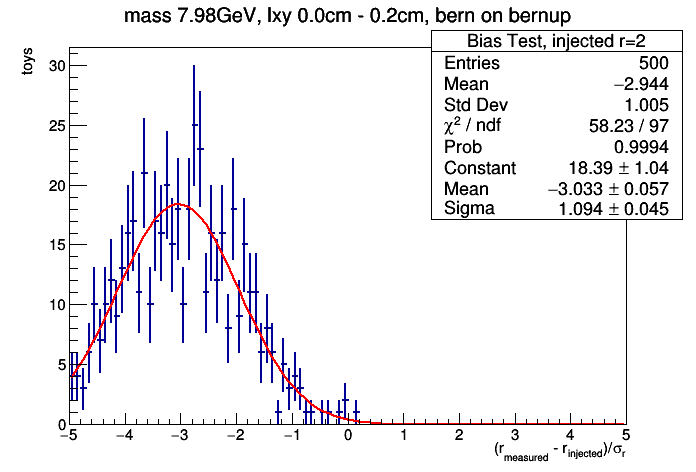 mass 7.98GeV, lxy 0.0cm - 0.2cm, bern on bernup
Bias Test, injected r=2
Entries 500
Mean −2.944
Std Dev 1.005
χ² / ndf 58.23 / 97
Prob 0.9994
Constant 18.39 ± 1.04
Mean −3.033 ± 0.057
Sigma 1.094 ± 0.045
toys
30
25
20
15
10
5
0
−5 −4 −3 −2 −1 0 1 2 3 4 5
(r_measured - r_injected)/σ_r